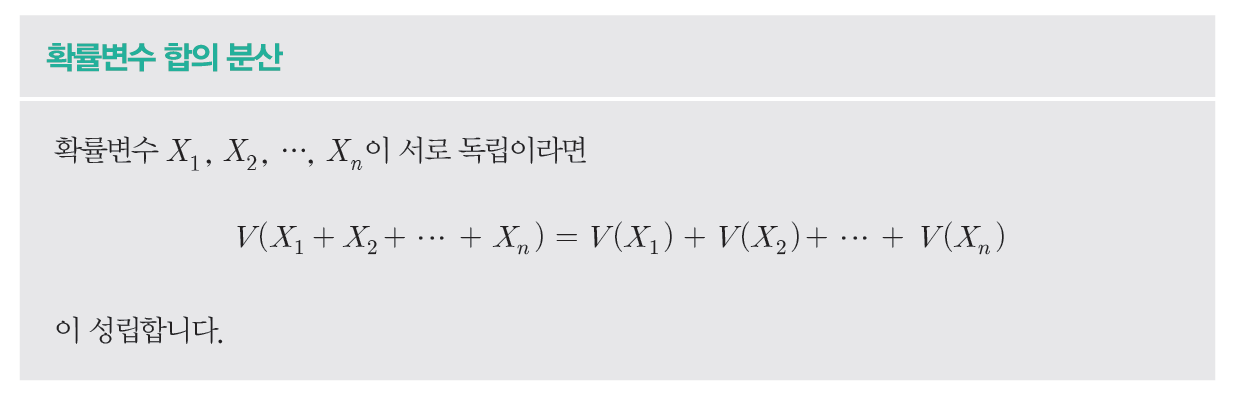 확률변수 합의 분산
확률변수 X₁, X₂, ⋯, Xₙ이 서로 독립이라면
V(X₁ + X₂ + ⋯ + Xₙ) = V(X₁) + V(X₂) + ⋯ + V(Xₙ)
이 성립합니다.